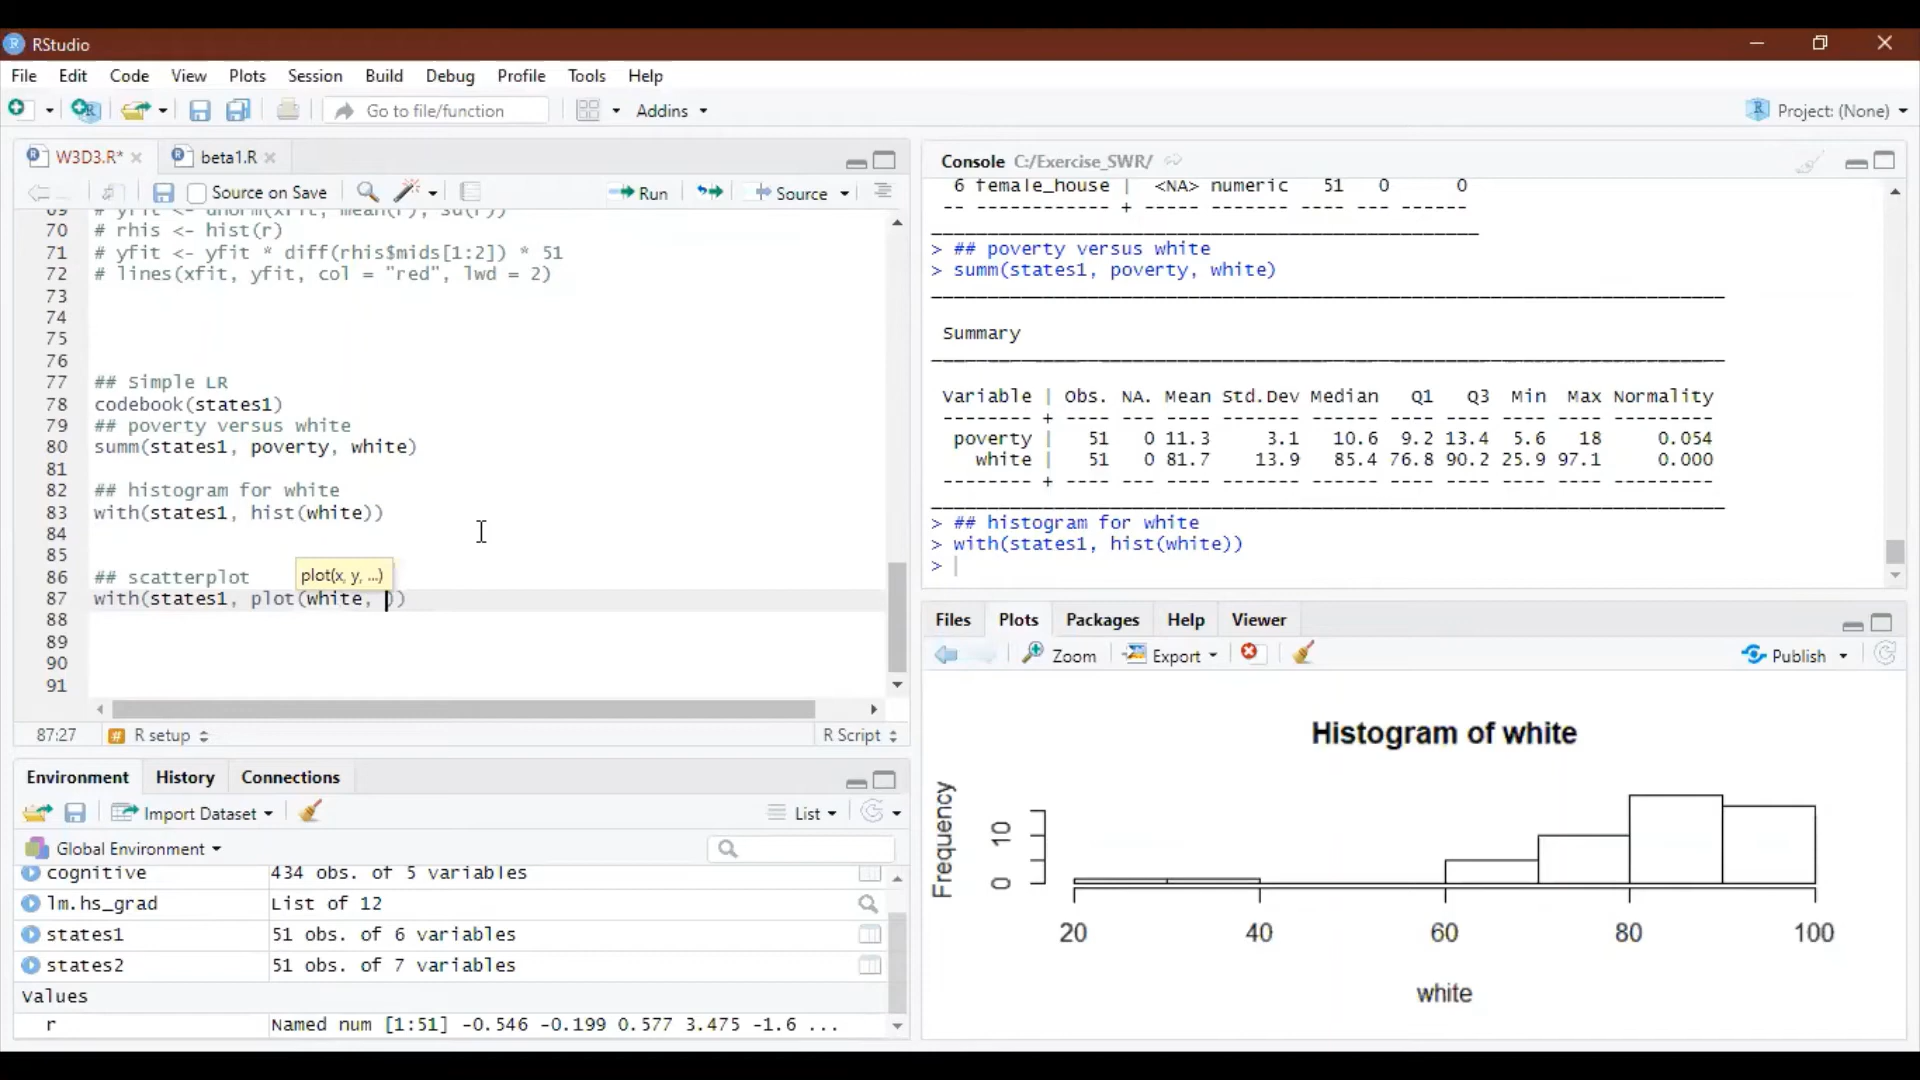 RStudio
File Edit Code View Plots Session Build Debug Profile Tools Help
Go to file/function Addins Project: (None)
W3D3.R* beta1.R
Source on Save Run Source
70 # rhis <- hist(r)
71 # yfit <- yfit * diff(rhis$mids[1:2]) * 51
72 # lines(xfit, yfit, col = "red", lwd = 2)
73
74
75
76
77 ## Simple LR
78 codebook(states1)
79 ## poverty versus white
80 summ(states1, poverty, white)
81
82 ## histogram for white
83 with(states1, hist(white))
84
85
86 ## scatterplot
plot(x, y, ...)
87 with(states1, plot(white, ))
88
89
90
91
87:27 # R setup R Script
Environment History Connections
Import Dataset List
Global Environment
cognitive 434 obs. of 5 variables
lm.hs_grad List of 12
states1 51 obs. of 6 variables
states2 51 obs. of 7 variables
Values
r Named num [1:51] -0.546 -0.199 0.577 3.475 -1.6 ...
Console C:/Exercise_SWR/
6 female_house | <NA> numeric 51 0 0
-- ------------ + ----- ------- ---- --- ------
> ## poverty versus white
> summ(states1, poverty, white)
Summary
Variable | Obs. NA. Mean Std.Dev Median Q1 Q3 Min Max Normality
-------- + ---- --- ---- ------- ------ ---- ---- ---- ---- ---------
poverty | 51 0 11.3 3.1 10.6 9.2 13.4 5.6 18 0.054
white | 51 0 81.7 13.9 85.4 76.8 90.2 25.9 97.1 0.000
-------- + ---- --- ---- ------- ------ ---- ---- ---- ---- ---------
> ## histogram for white
> with(states1, hist(white))
>
Files Plots Packages Help Viewer
Zoom Export Publish
Histogram of white
Frequency
10
0
20 40 60 80 100
white